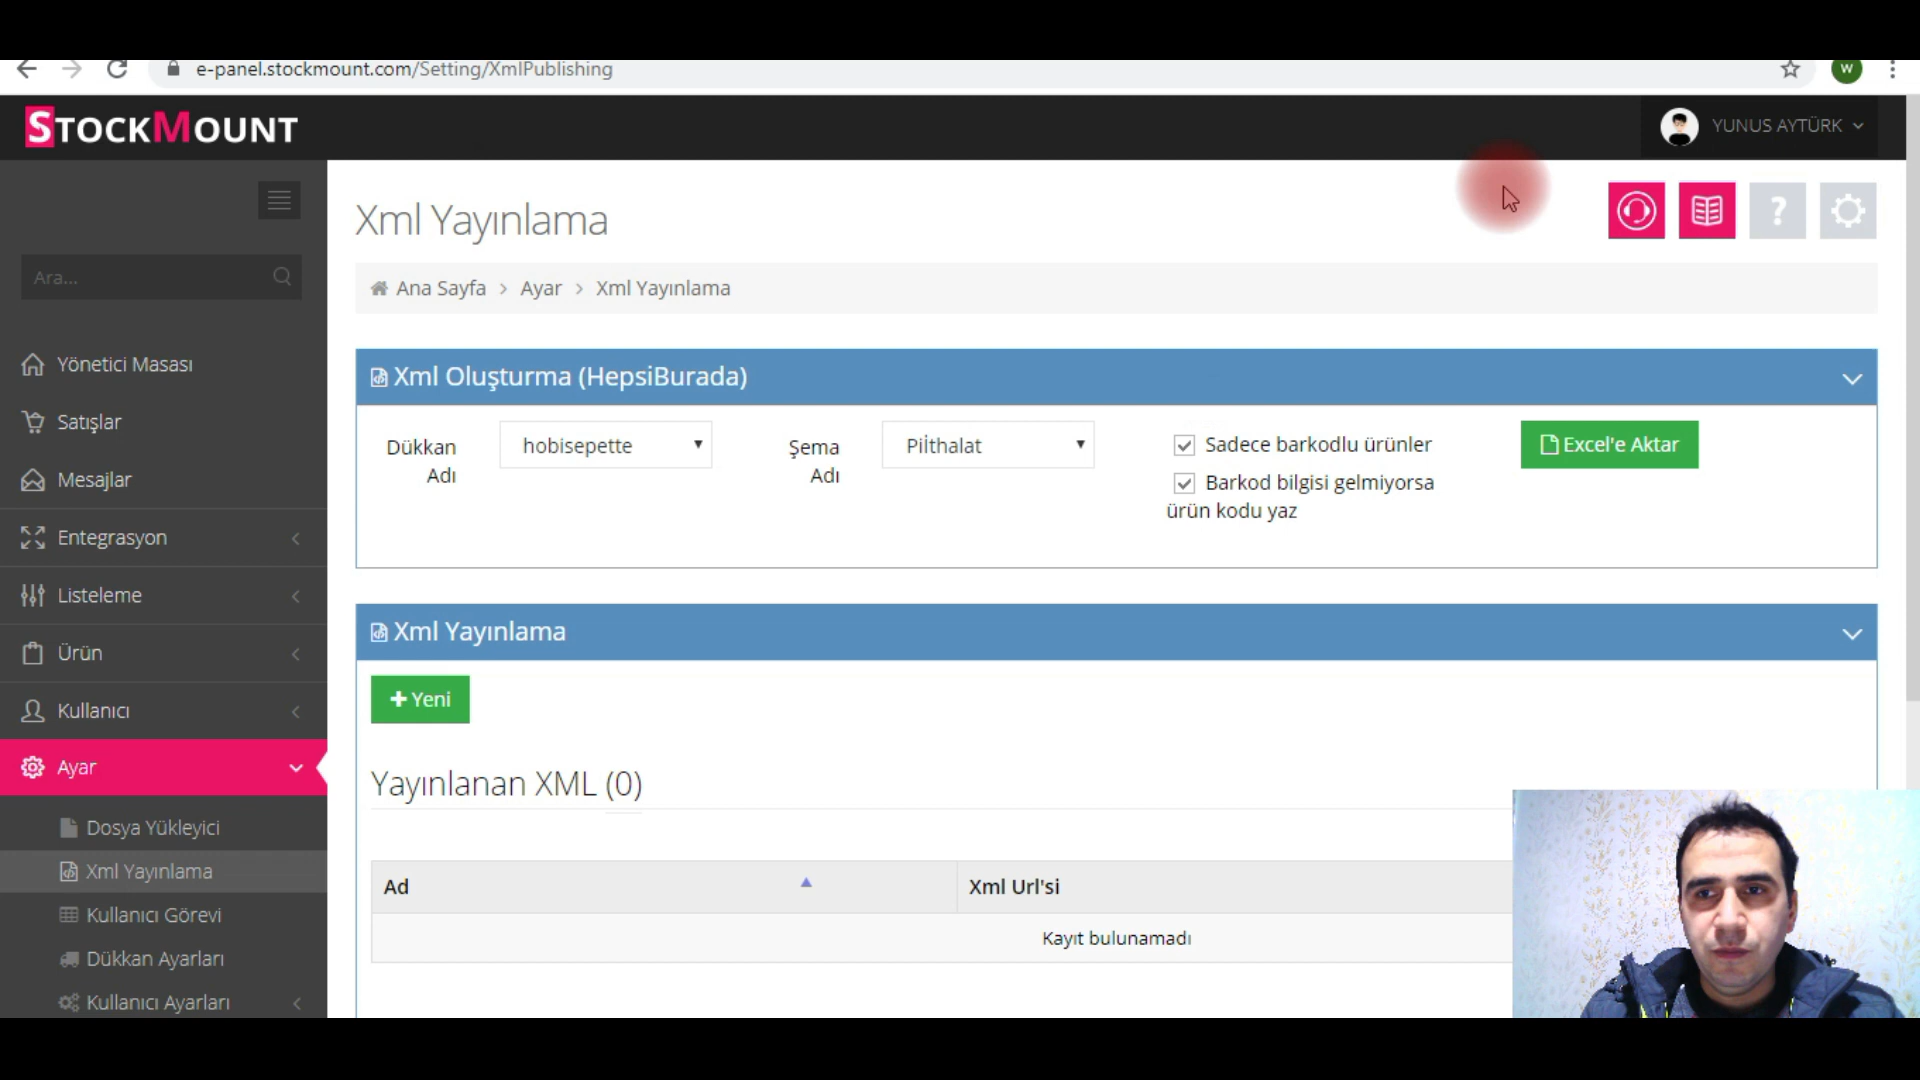 e-panel.stockmount.com/Setting/XmlPublishing
W
STOCKMOUNT
YUNUS AYTÜRK
Xml Yayınlama
?
Ara...
Ana Sayfa > Ayar > Xml Yayınlama
Yönetici Masası
Satışlar
Mesajlar
Entegrasyon
Listeleme
Ürün
Kullanıcı
Ayar
Dosya Yükleyici
Xml Yayınlama
Kullanıcı Görevi
Dükkan Ayarları
Kullanıcı Ayarları
Xml Oluşturma (HepsiBurada)
Dükkan
Adı
hobisepette
Şema
Adı
Piİthalat
Sadece barkodlu ürünler
Barkod bilgisi gelmiyorsa
ürün kodu yaz
Excel'e Aktar
Xml Yayınlama
+ Yeni
Yayınlanan XML (0)
Ad
Xml Url'si
Kayıt bulunamadı